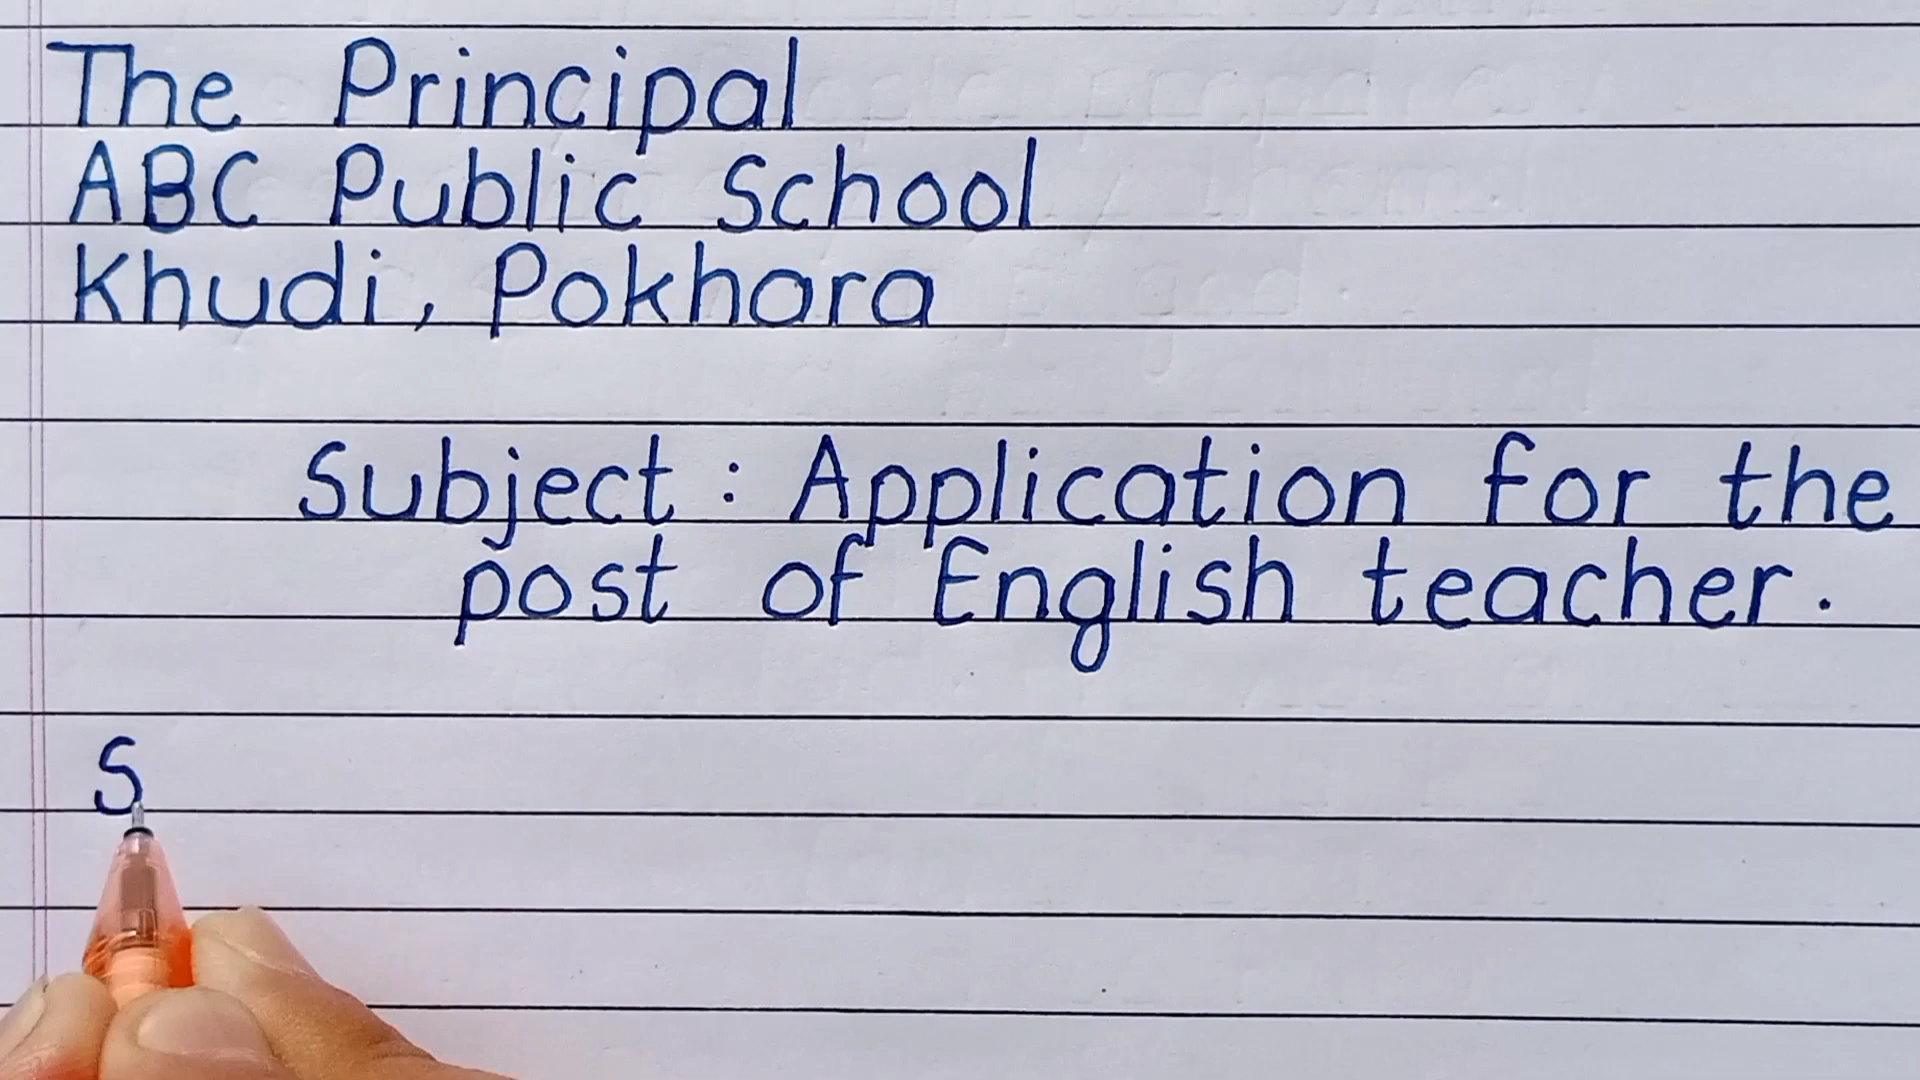 The Principal
ABC Public School
Khudi, Pokhara
Subject : Application for the
post of English teacher.
S